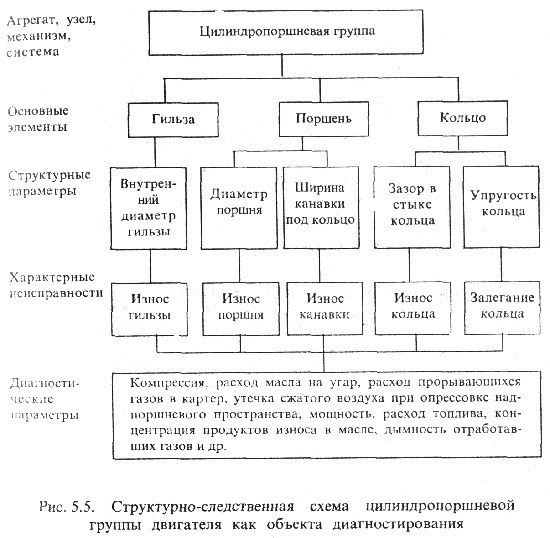 Агрегат, узел,
механизм,
система
Цилиндропоршневая группа
Основные
элементы
Гильза
Поршень
Кольцо
Структурные
параметры
Внутрен-
ний
диаметр
гильзы
Диаметр
поршня
Ширина
канавки
под кольцо
Зазор в
стыке
кольца
Упругость
кольца
Характерные
неисправности
Износ
гильзы
Износ
поршня
Износ
канавки
Износ
кольца
Залегание
кольца
Диагности-
ческие
параметры
Компрессия, расход масла на угар, расход прорывающихся
газов в картер, утечка сжатого воздуха при опрессовке над-
поршневого пространства, мощность, расход топлива, кон-
центрация продуктов износа в масле, дымность отработав-
ших газов и др.
Рис. 5.5. Структурно-следственная схема цилиндропоршневой
группы двигателя как объекта диагностирования